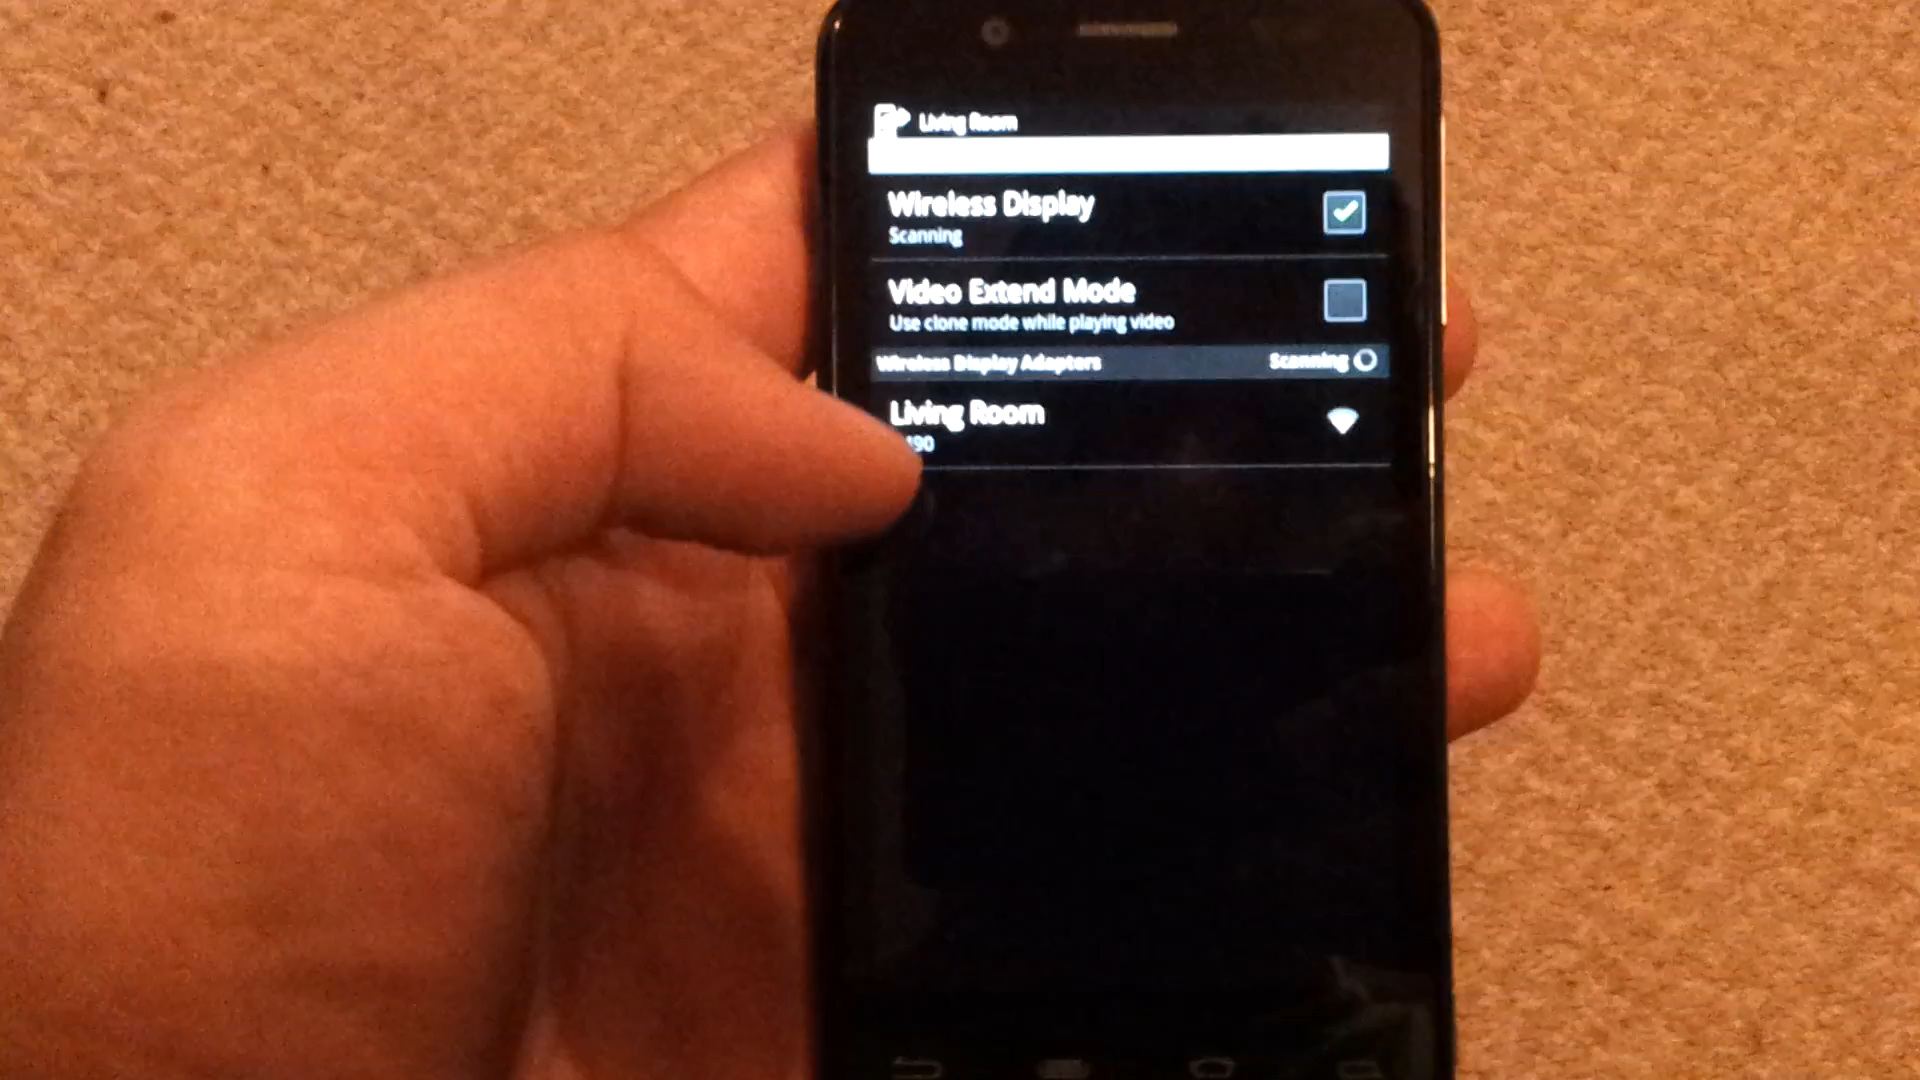 Living Room
Wireless Display
Scanning
Video Extend Mode
Use clone mode while playing video
Wireless Display Adapters
Scanning
Living Room